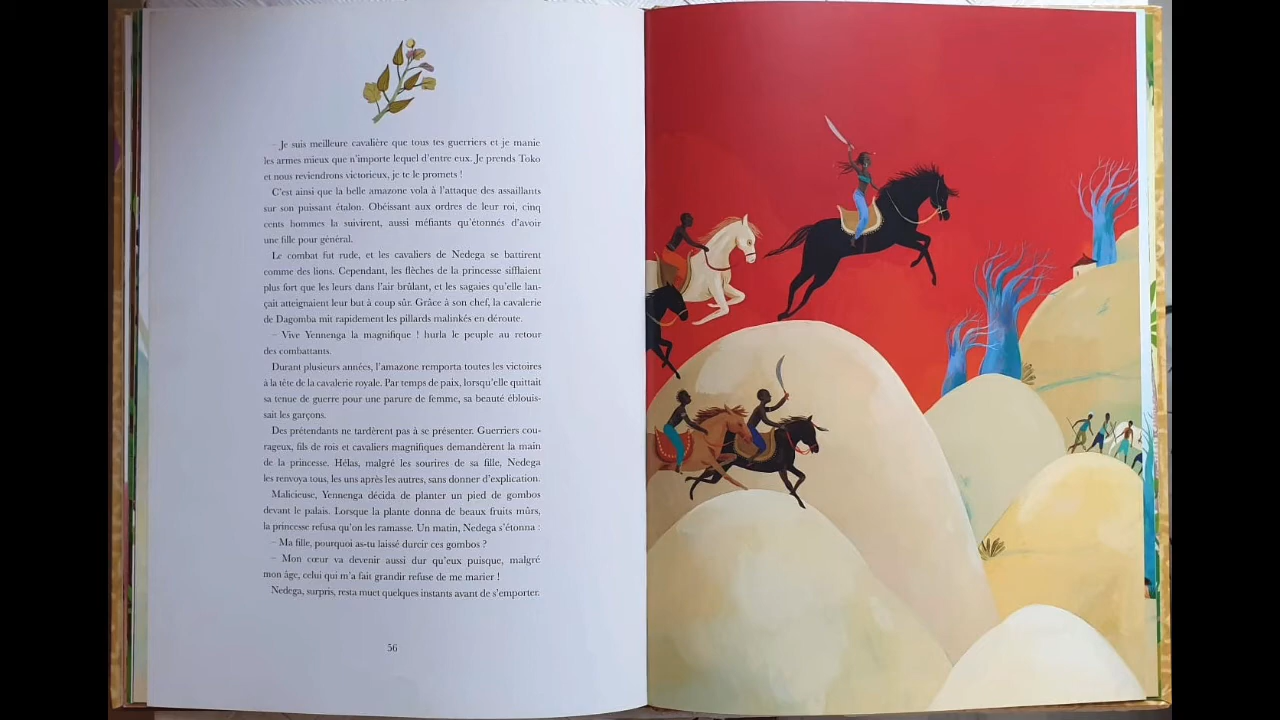 – Je suis meilleure cavalière que tous tes guerriers et je manie
les armes mieux que n'importe lequel d'entre eux. Je prends Toko
et nous reviendrons victorieux, je te le promets !
C'est ainsi que la belle amazone vola à l'attaque des assaillants
sur son puissant étalon. Obéissant aux ordres de leur roi, cinq
cents hommes la suivirent, aussi méfiants qu'étonnés d'avoir
une fille pour général.
Le combat fut rude, et les cavaliers de Nedega se battirent
comme des lions. Cependant, les flèches de la princesse sifflaient
plus fort que les leurs dans l'air brûlant, et les sagaies qu'elle lan-
çait atteignaient leur but à coup sûr. Grâce à son chef, la cavalerie
de Dagomba mit rapidement les pillards malinkés en déroute.
– Vive Yennenga la magnifique ! hurla le peuple au retour
des combattants.
Durant plusieurs années, l'amazone remporta toutes les victoires
à la tête de la cavalerie royale. Par temps de paix, lorsqu'elle quittait
sa tenue de guerre pour une parure de femme, sa beauté éblouis-
sait les garçons.
Des prétendants ne tardèrent pas à se présenter. Guerriers cou-
rageux, fils de rois et cavaliers magnifiques demandèrent la main
de la princesse. Hélas, malgré les sourires de sa fille, Nedega
les renvoya tous, les uns après les autres, sans donner d'explication.
Malicieuse, Yennenga décida de planter un pied de gombos
devant le palais. Lorsque la plante donna de beaux fruits mûrs,
la princesse refusa qu'on les ramasse. Un matin, Nedega s'étonna :
– Ma fille, pourquoi as-tu laissé durcir ces gombos ?
– Mon cœur va devenir aussi dur qu'eux puisque, malgré
mon âge, celui qui m'a fait grandir refuse de me marier !
Nedega, surpris, resta muet quelques instants avant de s'emporter.
56